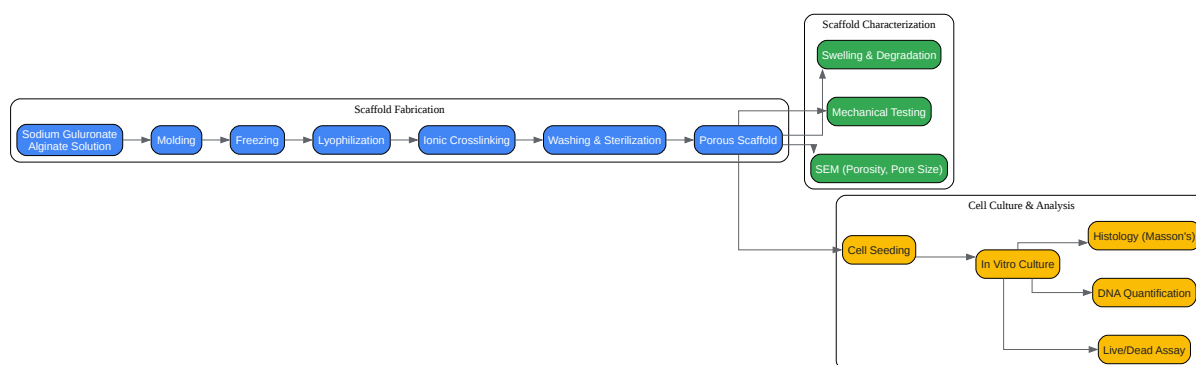 Scaffold Characterization
Swelling & Degradation
Scaffold Fabrication
Mechanical Testing
Sodium Guluronate
Alginate Solution
Molding
Freezing
Lyophilization
Ionic Crosslinking
Washing & Sterilization
Porous Scaffold
SEM (Porosity, Pore Size)
Cell Culture & Analysis
Histology (Masson's)
Cell Seeding
In Vitro Culture
DNA Quantification
Live/Dead Assay